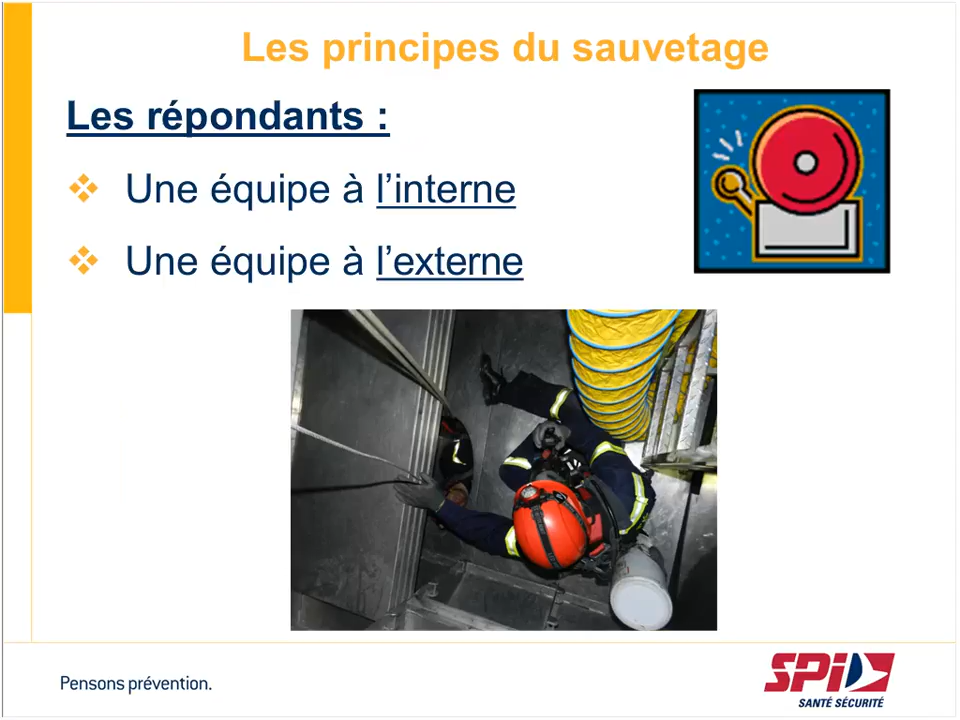 Les principes du sauvetage
Les répondants :
Une équipe à l’interne
Une équipe à l’externe
Pensons prévention.
SPi
SANTÉ SÉCURITÉ